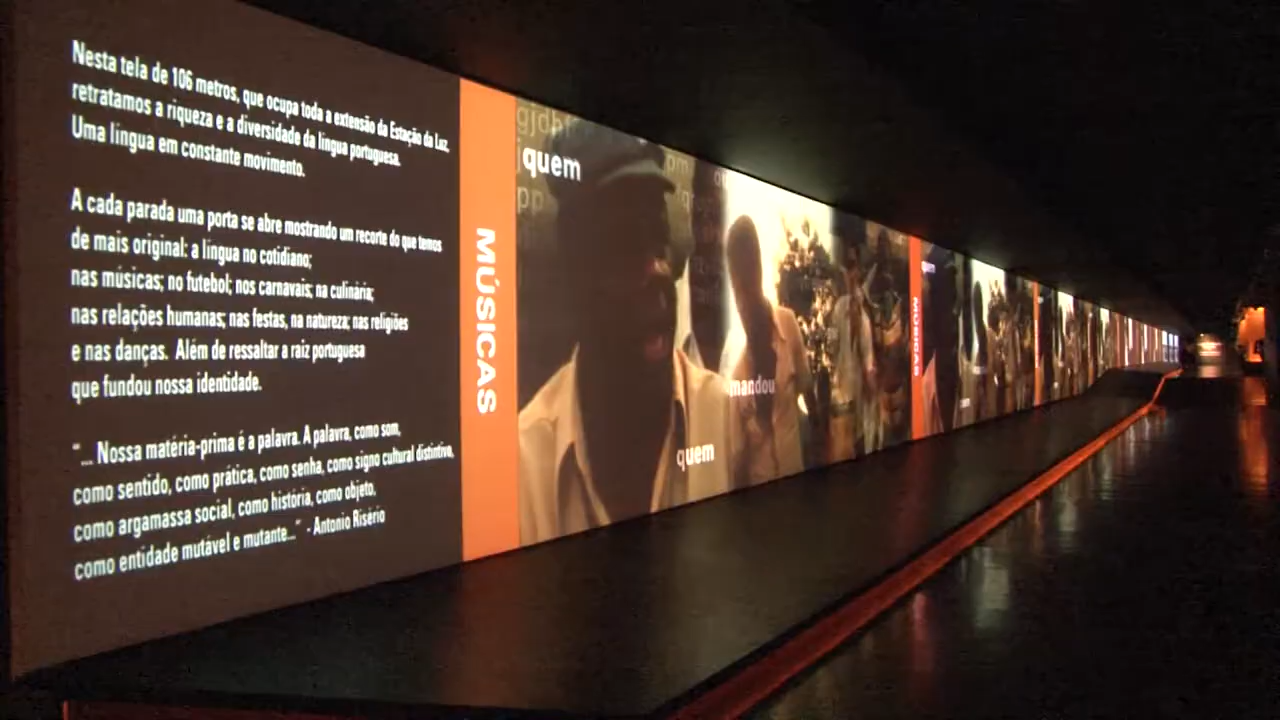 Nesta tela de 106 metros, que ocupa toda a extensão da Estação da Luz,
retratamos a riqueza e a diversidade da língua portuguesa.
Uma língua em constante movimento.
A cada parada uma porta se abre mostrando um recorte do que temos
de mais original: a língua no cotidiano;
nas músicas; no futebol; nos carnavais; na culinária;
nas relações humanas; nas festas, na natureza; nas religiões
e nas danças. Além de ressaltar a raiz portuguesa
que fundou nossa identidade.
"... Nossa matéria-prima é a palavra. A palavra, como som,
como sentido, como prática, como senha, como signo cultural distintivo,
como argamassa social, como história, como objeto,
como entidade mutável e mutante..." - Antonio Risério
MÚSICAS
quem
mandou
quem
MÚSICAS
quem